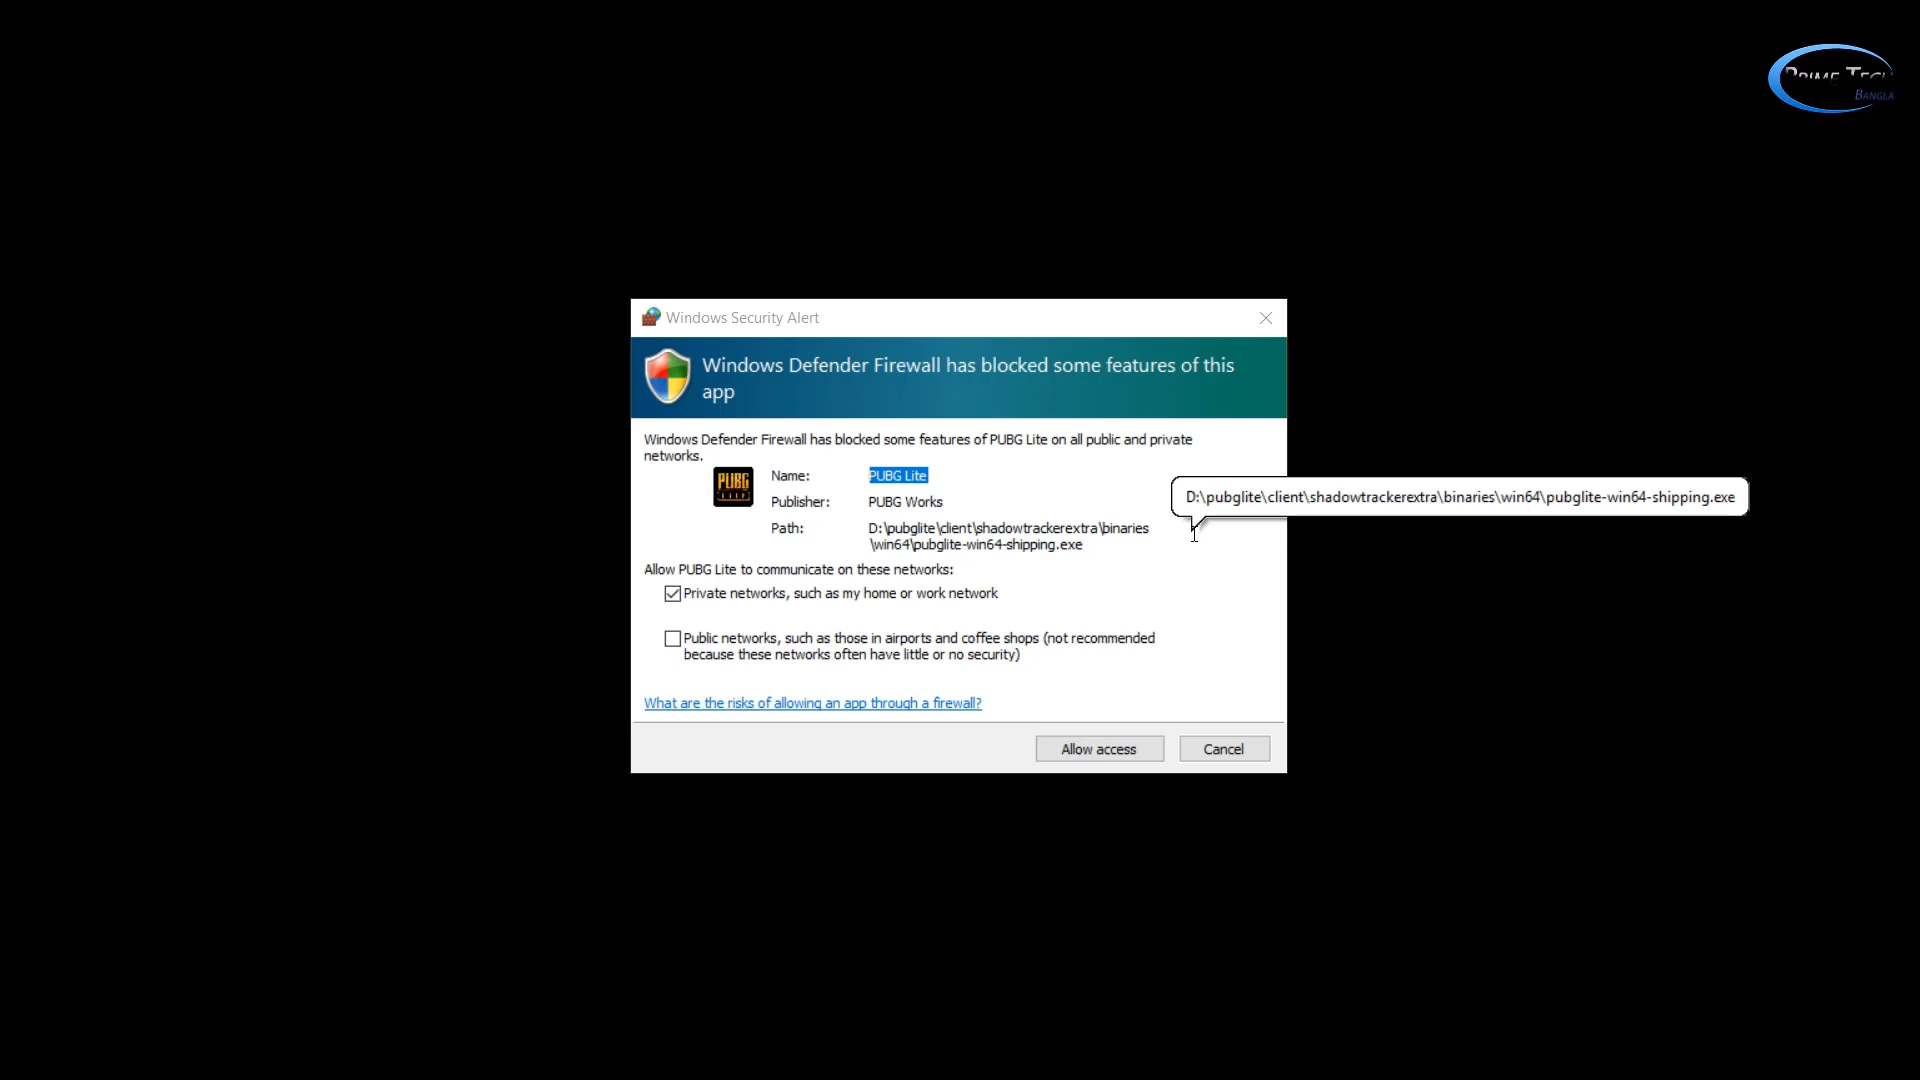 PRIME TECH
BANGLA
Windows Security Alert
Windows Defender Firewall has blocked some features of this
app
Windows Defender Firewall has blocked some features of PUBG Lite on all public and private
networks.
PUBG
LITE
Name: PUBG Lite
Publisher: PUBG Works
Path: D:\pubglite\client\shadowtrackerextra\binaries
\win64\pubglite-win64-shipping.exe
D:\pubglite\client\shadowtrackerextra\binaries\win64\pubglite-win64-shipping.exe
Allow PUBG Lite to communicate on these networks:
Private networks, such as my home or work network
Public networks, such as those in airports and coffee shops (not recommended
because these networks often have little or no security)
What are the risks of allowing an app through a firewall?
Allow access
Cancel